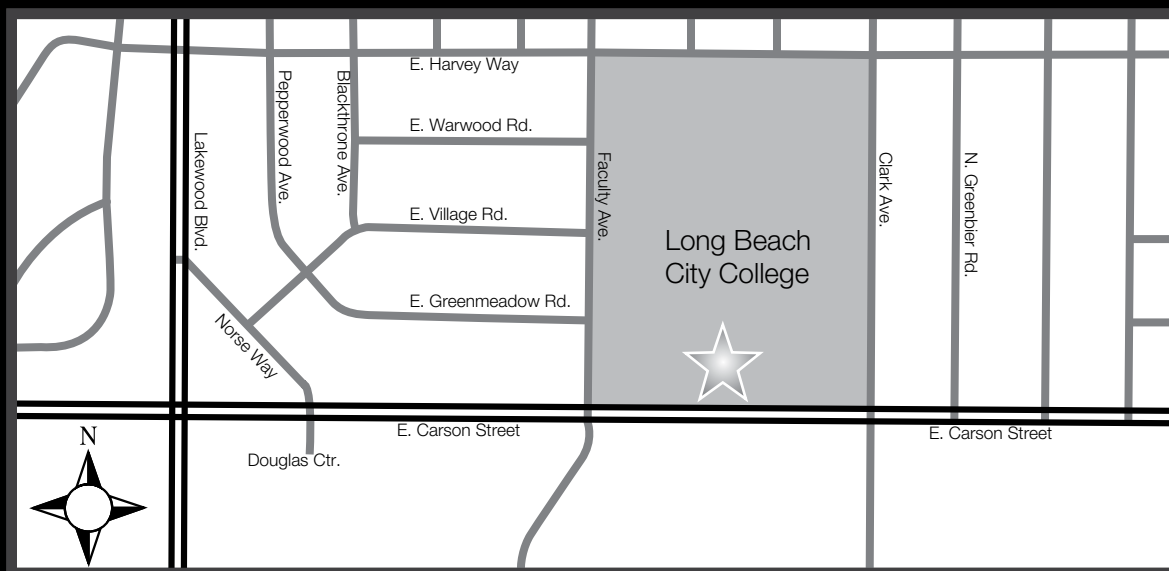 E. Harvey Way
Pepperwood Ave.
Blackthrone Ave.
E. Warwood Rd.
Lakewood Blvd.
Faculty Ave.
Clark Ave.
N. Greenbier Rd.
E. Village Rd.
Long Beach
City College
E. Greenmeadow Rd.
Norse Way
E. Carson Street
E. Carson Street
N
Douglas Ctr.